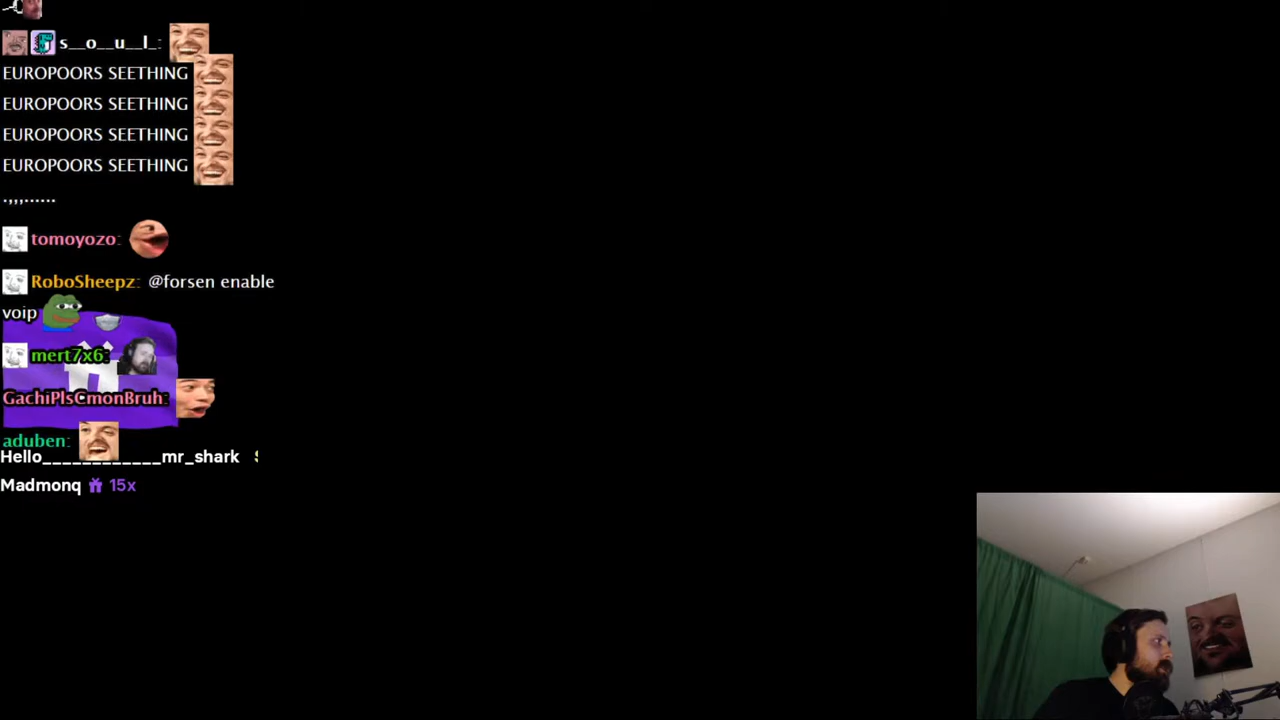 s__o__u__l_:
EUROPOORS SEETHING
EUROPOORS SEETHING
EUROPOORS SEETHING
EUROPOORS SEETHING
.,,,......
tomoyozo:
RoboSheepz: @forsen enable
voip
mert7x6:
GachiPlsCmonBruh:
aduben:
Hello____________mr_shark
Madmonq 15x